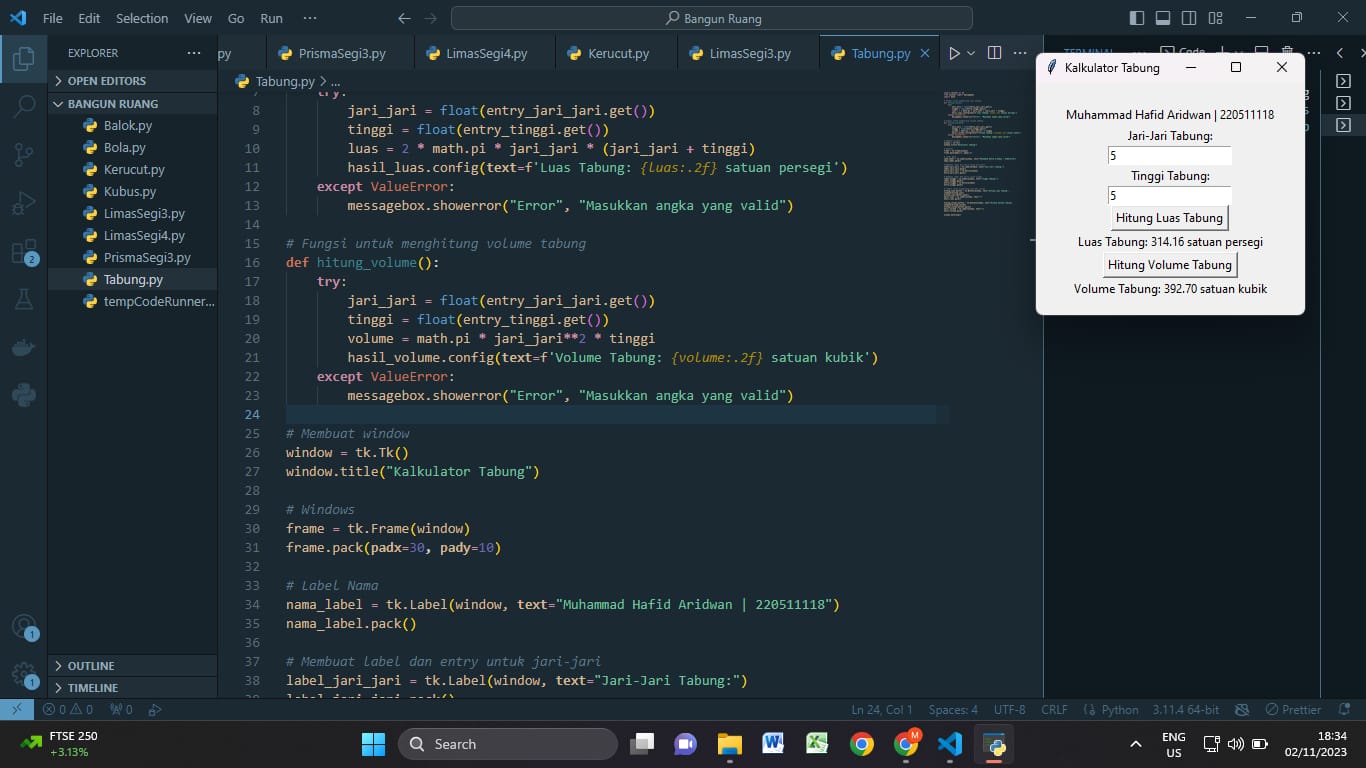 File Edit Selection View Go Run ··· Bangun Ruang
EXPLORER ···
OPEN EDITORS
BANGUN RUANG
Balok.py
Bola.py
Kerucut.py
Kubus.py
LimasSegi3.py
LimasSegi4.py
PrismaSegi3.py
Tabung.py
tempCodeRunner...
OUTLINE
TIMELINE
2
1
1
py PrismaSegi3.py LimasSegi4.py Kerucut.py LimasSegi3.py Tabung.py
Tabung.py > ...
7 try:
8 jari_jari = float(entry_jari_jari.get())
9 tinggi = float(entry_tinggi.get())
10 luas = 2 * math.pi * jari_jari * (jari_jari + tinggi)
11 hasil_luas.config(text=f'Luas Tabung: {luas:.2f} satuan persegi')
12 except ValueError:
13 messagebox.showerror("Error", "Masukkan angka yang valid")
14
15 # Fungsi untuk menghitung volume tabung
16 def hitung_volume():
17 try:
18 jari_jari = float(entry_jari_jari.get())
19 tinggi = float(entry_tinggi.get())
20 volume = math.pi * jari_jari**2 * tinggi
21 hasil_volume.config(text=f'Volume Tabung: {volume:.2f} satuan kubik')
22 except ValueError:
23 messagebox.showerror("Error", "Masukkan angka yang valid")
24
25 # Membuat window
26 window = tk.Tk()
27 window.title("Kalkulator Tabung")
28
29 # Windows
30 frame = tk.Frame(window)
31 frame.pack(padx=30, pady=10)
32
33 # Label Nama
34 nama_label = tk.Label(window, text="Muhammad Hafid Aridwan | 220511118")
35 nama_label.pack()
36
37 # Membuat label dan entry untuk jari-jari
38 label_jari_jari = tk.Label(window, text="Jari-Jari Tabung:")
39 label_jari_jari.pack()
TERMINAL ··· Code
Kalkulator Tabung
Muhammad Hafid Aridwan | 220511118
Jari-Jari Tabung:
5
Tinggi Tabung:
5
Hitung Luas Tabung
Luas Tabung: 314.16 satuan persegi
Hitung Volume Tabung
Volume Tabung: 392.70 satuan kubik
0 0 0 Ln 24, Col 1 Spaces: 4 UTF-8 CRLF Python 3.11.4 64-bit Prettier
FTSE 250
+3.13%
Search
M
ENG
US
18:34
02/11/2023